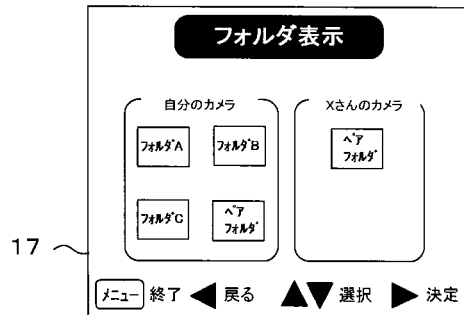 フォルダ表示
自分のカメラ
Xさんのカメラ
フォルダA
フォルダB
ペア
フォルダ
フォルダC
ペア
フォルダ
17
メニュー 終了 ◀ 戻る ▲▼ 選択 ▶ 決定